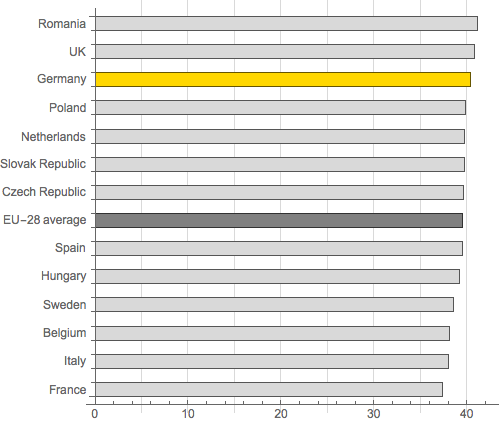 Romania
UK
Germany
Poland
Netherlands
Slovak Republic
Czech Republic
EU−28 average
Spain
Hungary
Sweden
Belgium
Italy
France
0 10 20 30 40